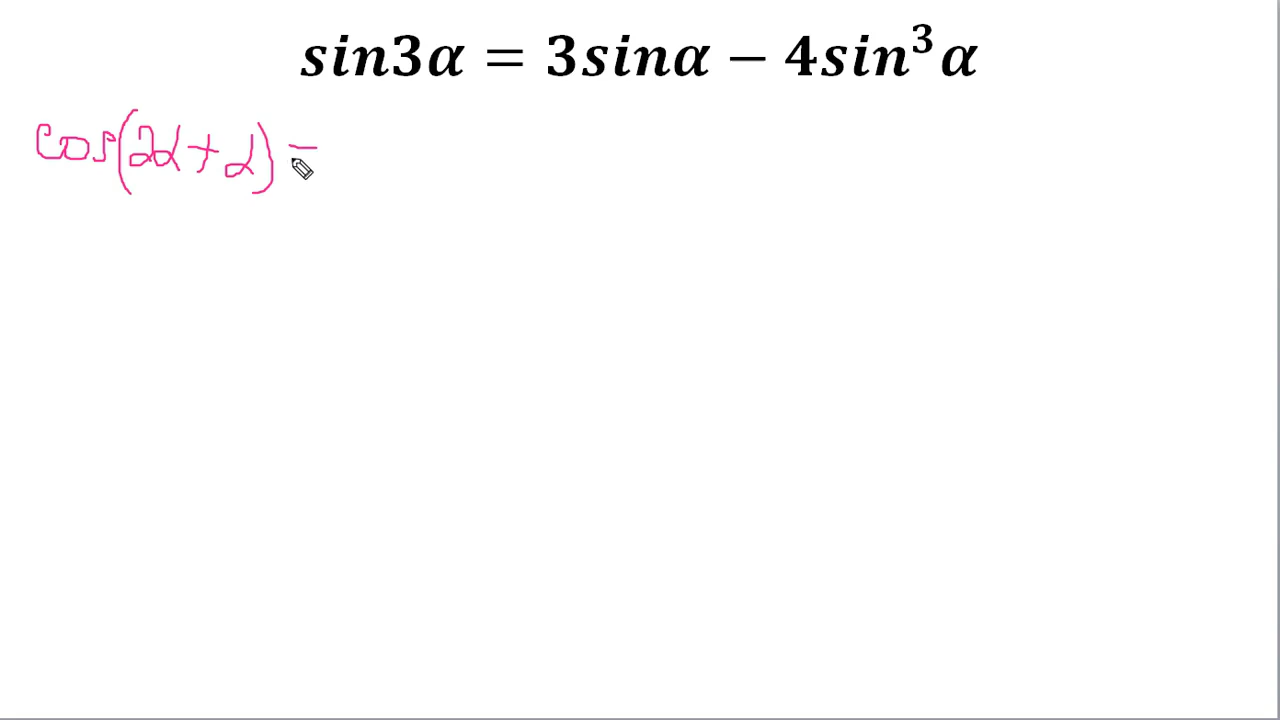 sin3α = 3sinα − 4sin³α
cos(2α + α) =